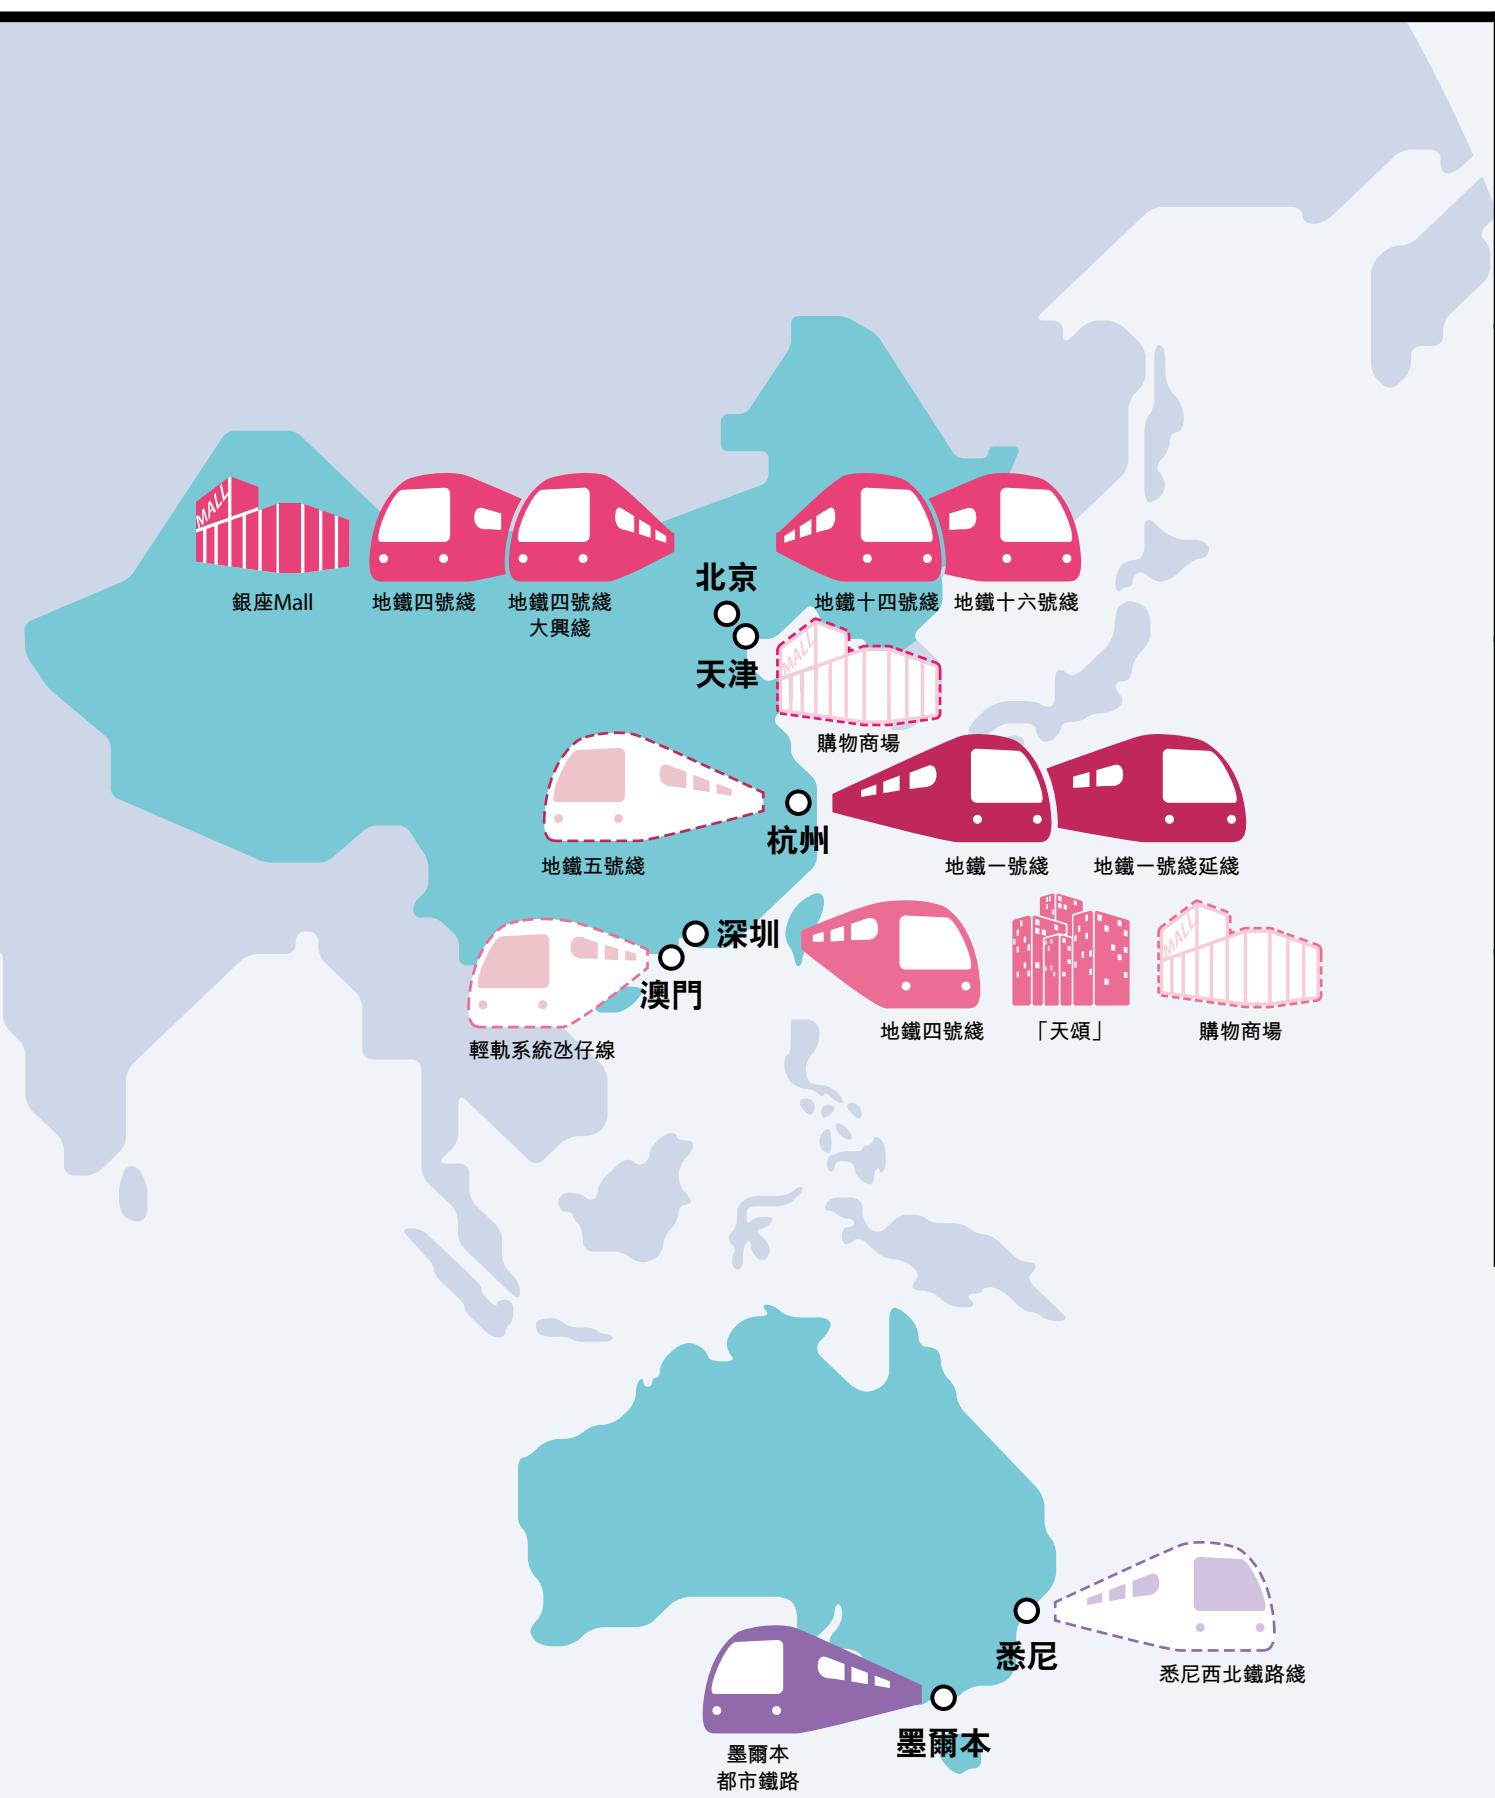 MALL
銀座Mall
地鐵四號綫
地鐵四號綫
大興綫
北京
地鐵十四號綫
地鐵十六號綫
天津
MALL
購物商場
地鐵五號綫
杭州
地鐵一號綫
地鐵一號綫延綫
深圳
澳門
輕軌系統氹仔線
地鐵四號綫
「天頌」
MALL
購物商場
悉尼
悉尼西北鐵路綫
墨爾本
墨爾本
都市鐵路